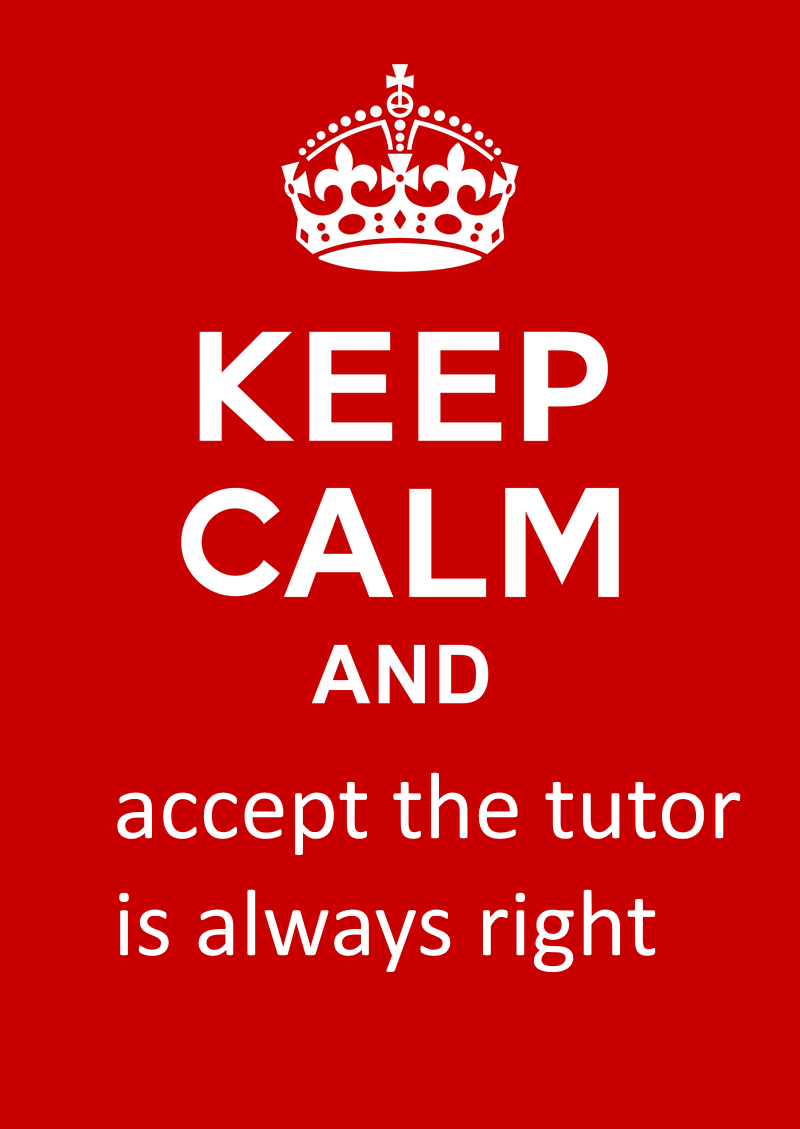 KEEP
CALM
AND
accept the tutor
is always right